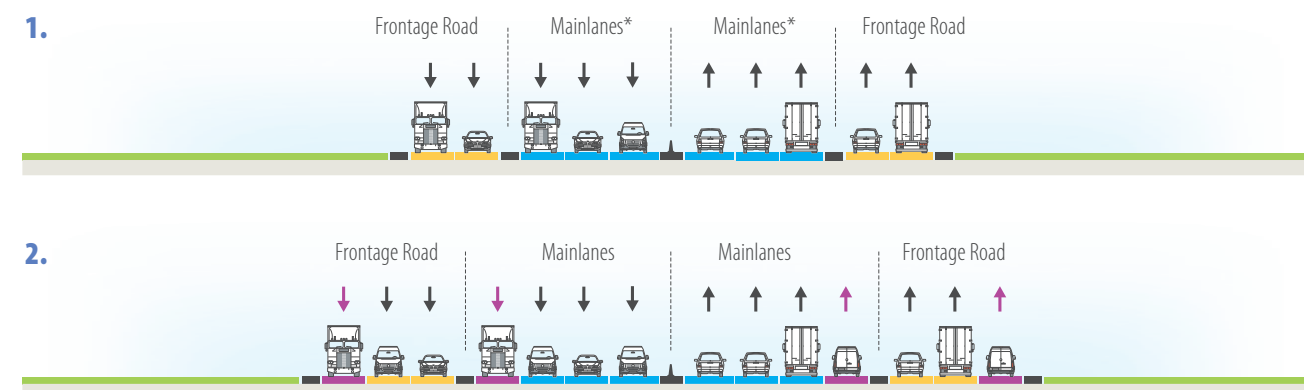 1.
Frontage Road
Mainlanes*
Mainlanes*
Frontage Road
2.
Frontage Road
Mainlanes
Mainlanes
Frontage Road